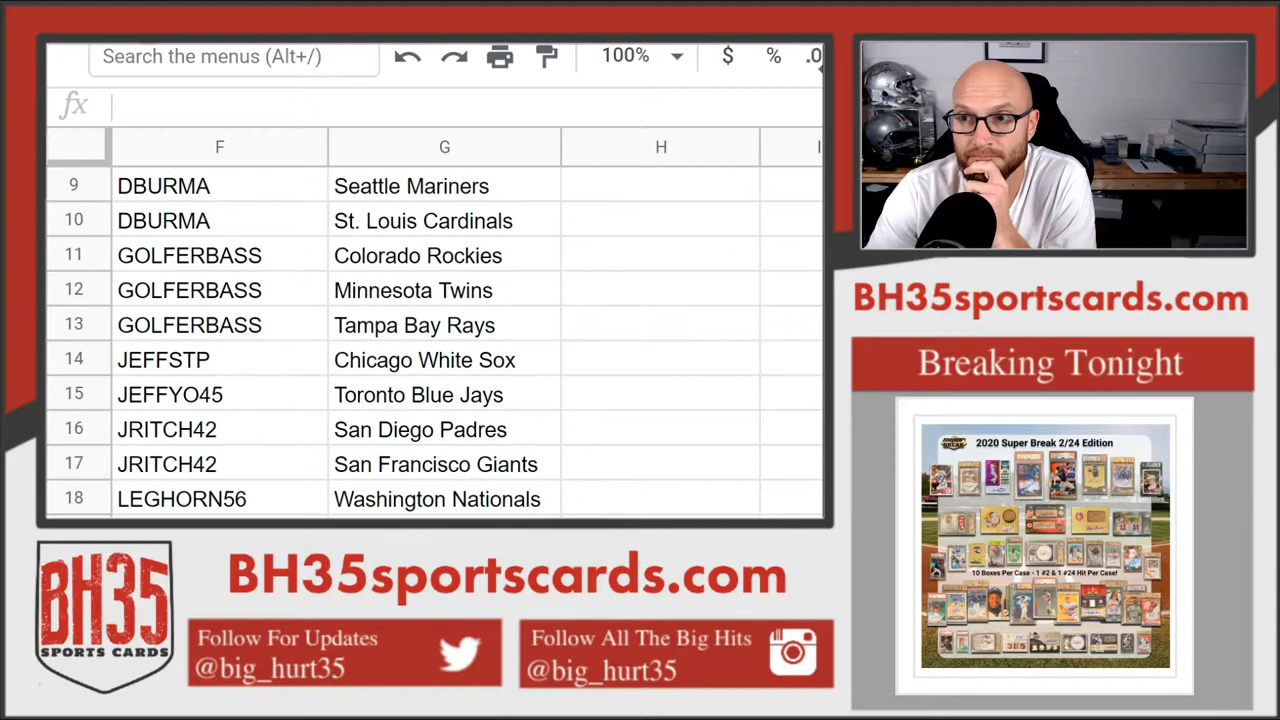 Search the menus (Alt+/)
100%
$
%
.0
fx
F
G
H
I
9 DBURMA Seattle Mariners
10 DBURMA St. Louis Cardinals
11 GOLFERBASS Colorado Rockies
12 GOLFERBASS Minnesota Twins
13 GOLFERBASS Tampa Bay Rays
14 JEFFSTP Chicago White Sox
15 JEFFYO45 Toronto Blue Jays
16 JRITCH42 San Diego Padres
17 JRITCH42 San Francisco Giants
18 LEGHORN56 Washington Nationals
BH35sportscards.com
Breaking Tonight
2020 Super Break 2/24 Edition
10 Boxes Per Case - 1 #2 & 1 #24 Hit Per Case!
BH35
SPORTS CARDS
BH35sportscards.com
Follow For Updates
@big_hurt35
Follow All The Big Hits
@big_hurt35